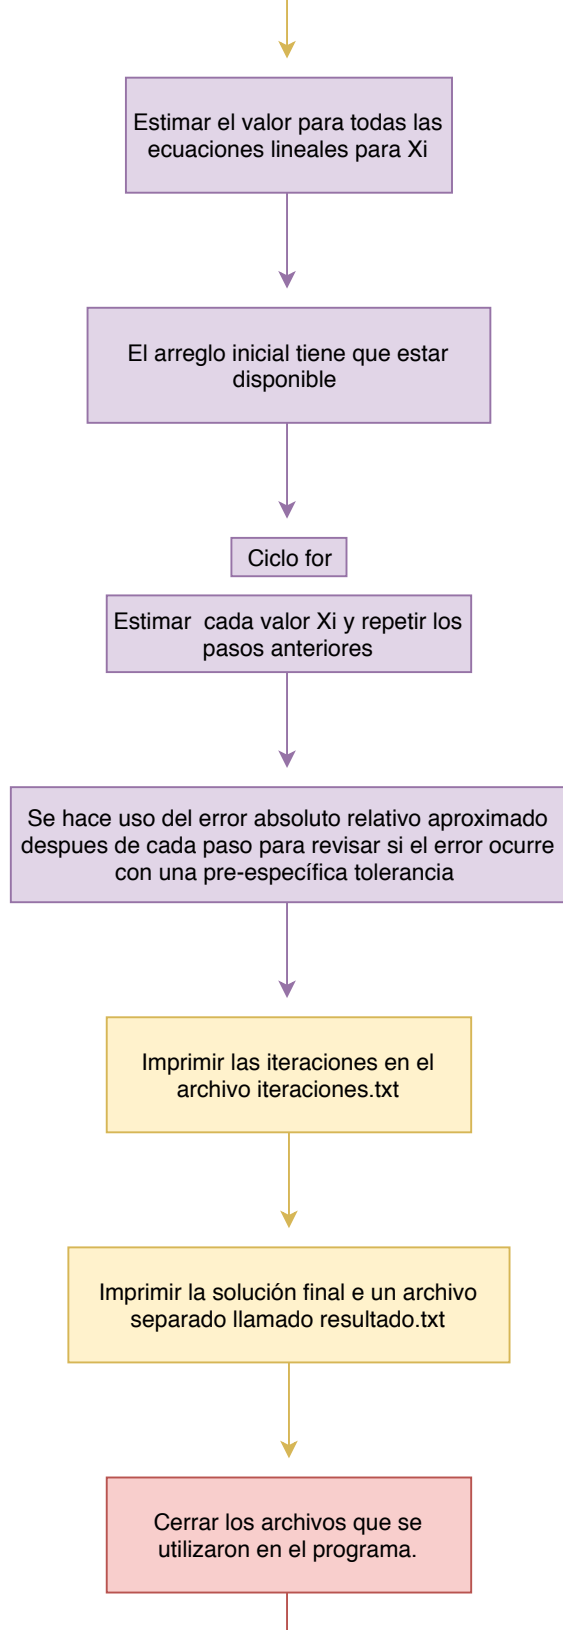 Estimar el valor para todas las
ecuaciones lineales para Xi
El arreglo inicial tiene que estar
disponible
Ciclo for
Estimar cada valor Xi y repetir los
pasos anteriores
Se hace uso del error absoluto relativo aproximado
despues de cada paso para revisar si el error ocurre
con una pre-específica tolerancia
Imprimir las iteraciones en el
archivo iteraciones.txt
Imprimir la solución final e un archivo
separado llamado resultado.txt
Cerrar los archivos que se
utilizaron en el programa.